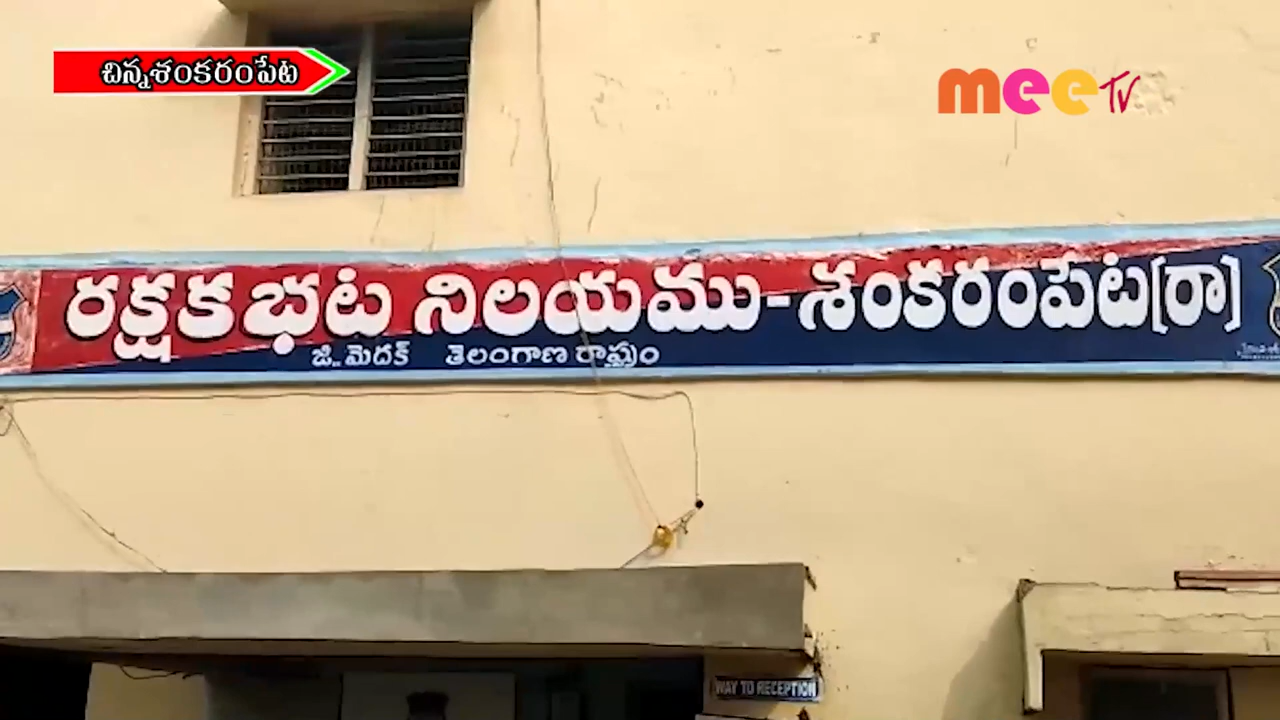 చిన్నశంకరంపేట
meeTV
రక్షకభట నిలయము-శంకరంపేట(రా)
జి.. మెదక్ తెలంగాణ రాష్ట్రం
WAY TO RECEPTION